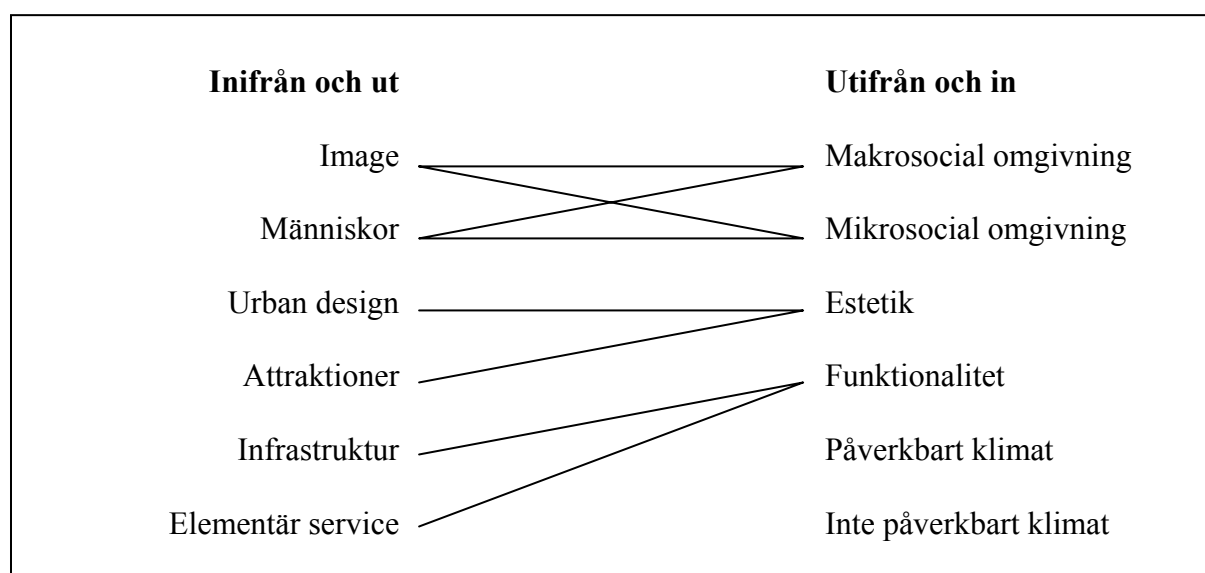 Inifrån och ut Utifrån och in
Image Makrosocial omgivning
Människor Mikrosocial omgivning
Urban design Estetik
Attraktioner Funktionalitet
Infrastruktur Påverkbart klimat
Elementär service Inte påverkbart klimat